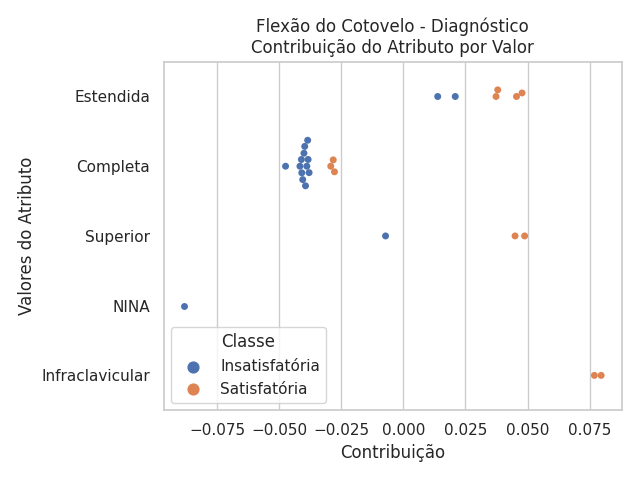 Flexão do Cotovelo - Diagnóstico
Contribuição do Atributo por Valor
Valores do Atributo
Estendida
Completa
Superior
NINA
Infraclavicular
Classe
Insatisfatória
Satisfatória
−0.075 −0.050 −0.025 0.000 0.025 0.050 0.075
Contribuição